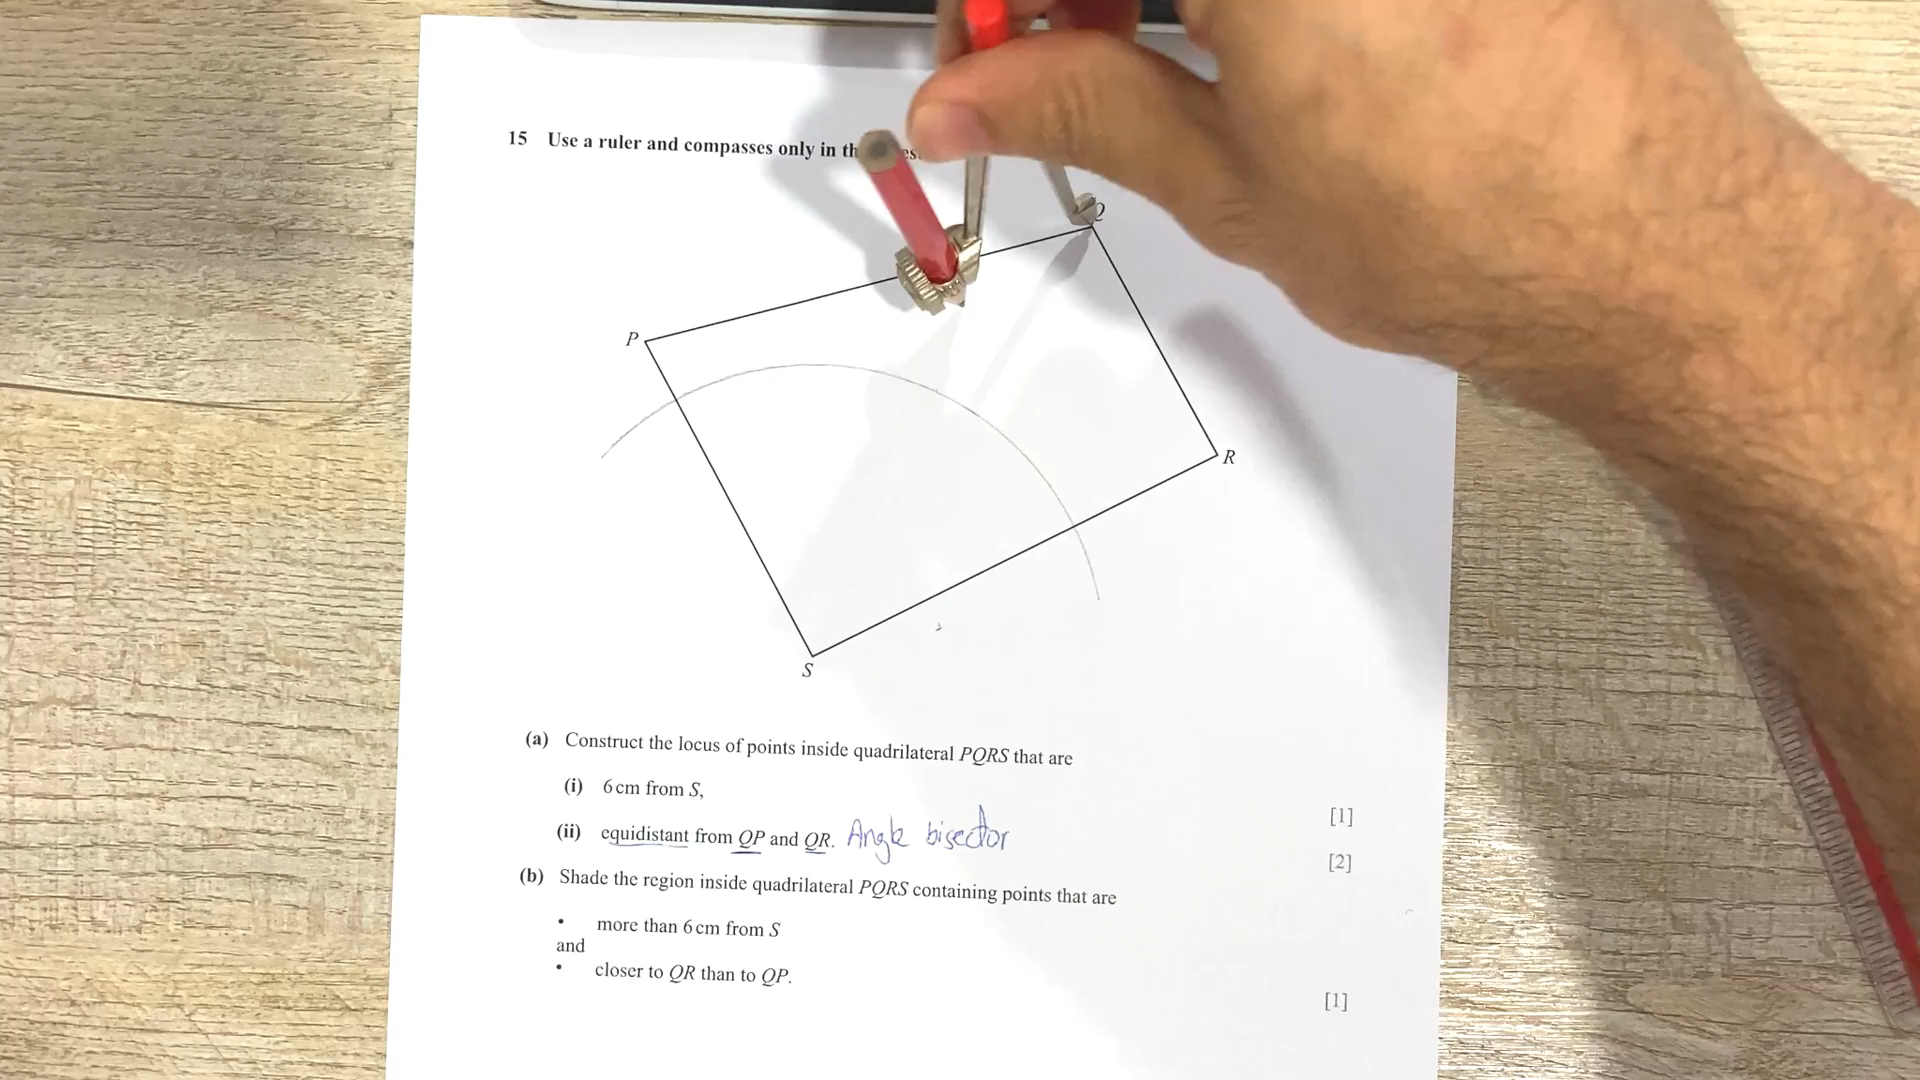 15 Use a ruler and compasses only in
Q
P
R
S
(a) Construct the locus of points inside quadrilateral PQRS that are
(i) 6 cm from S,
[1]
(ii) equidistant from QP and QR. Angle bisector
[2]
(b) Shade the region inside quadrilateral PQRS containing points that are
• more than 6 cm from S
and
• closer to QR than to QP.
[1]